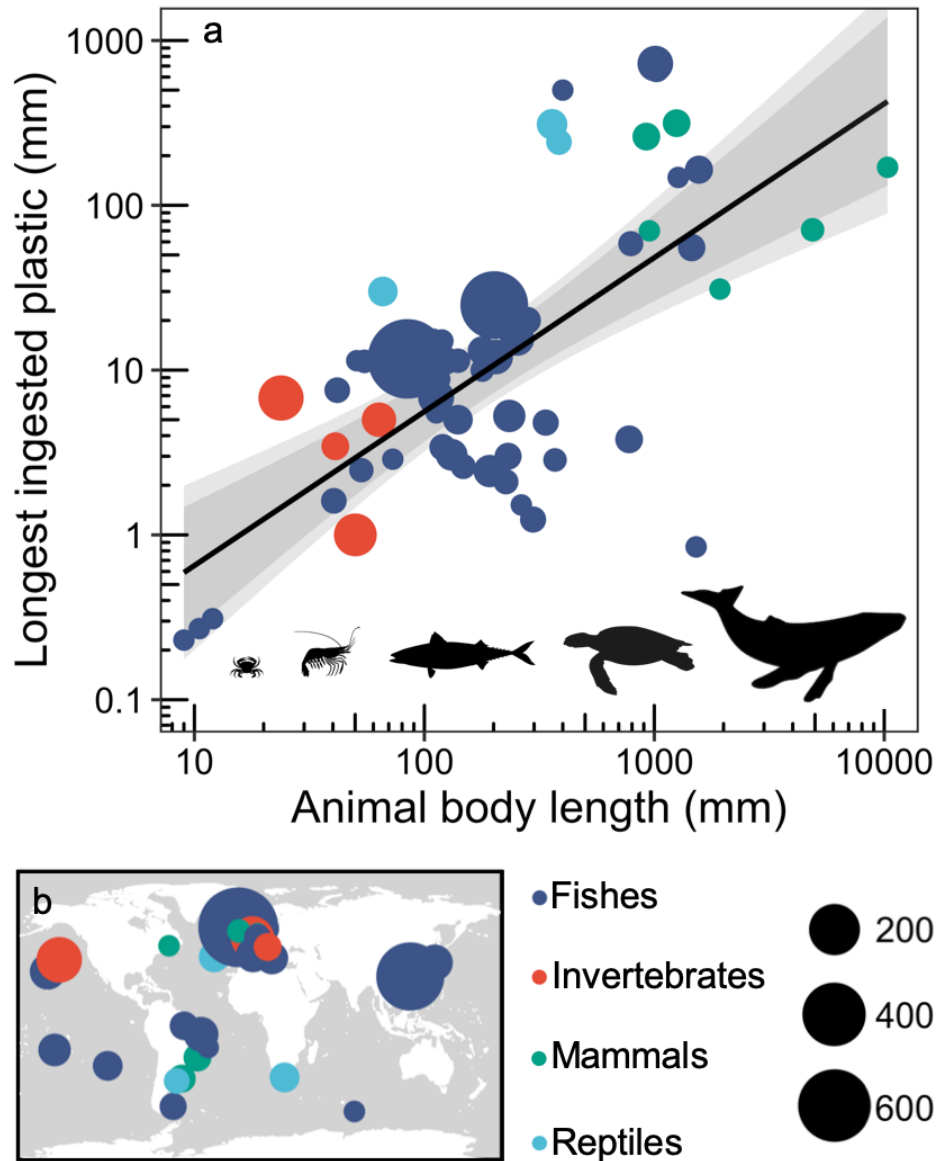 a
Longest ingested plastic (mm)
1000
100
10
1
0.1
10 100 1000 10000
Animal body length (mm)
b
Fishes
Invertebrates
Mammals
Reptiles
200
400
600